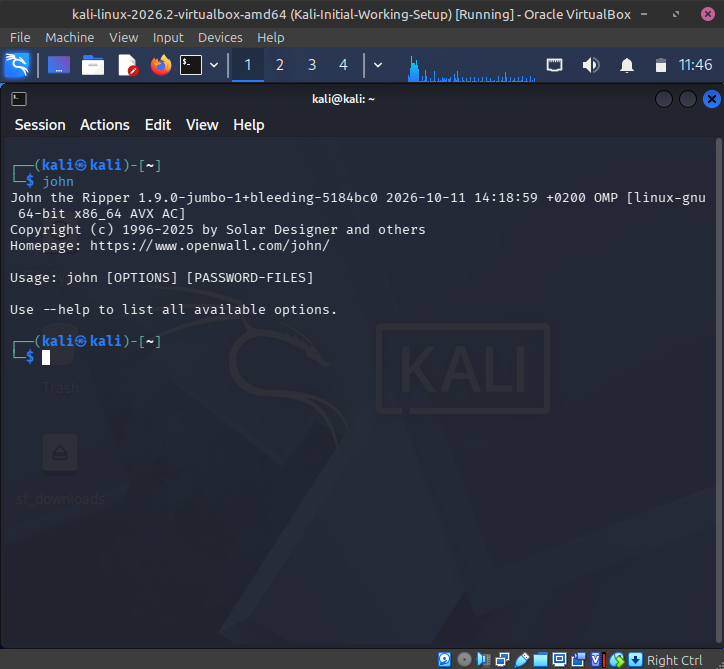 kali-linux-2026.2-virtualbox-amd64 (Kali-Initial-Working-Setup) [Running] - Oracle VirtualBox
File Machine View Input Devices Help
1 2 3 4 11:46
kali@kali: ~
Session Actions Edit View Help
┌──(kali㉿kali)-[~]
└─$ john
John the Ripper 1.9.0-jumbo-1+bleeding-5184bc0 2026-10-11 14:18:59 +0200 OMP [linux-gnu
64-bit x86_64 AVX AC]
Copyright (c) 1996-2025 by Solar Designer and others
Homepage: https://www.openwall.com/john/
Usage: john [OPTIONS] [PASSWORD-FILES]
Use --help to list all available options.
┌──(kali㉿kali)-[~]
└─$
KALI
Trash
sf_downloads
Right Ctrl